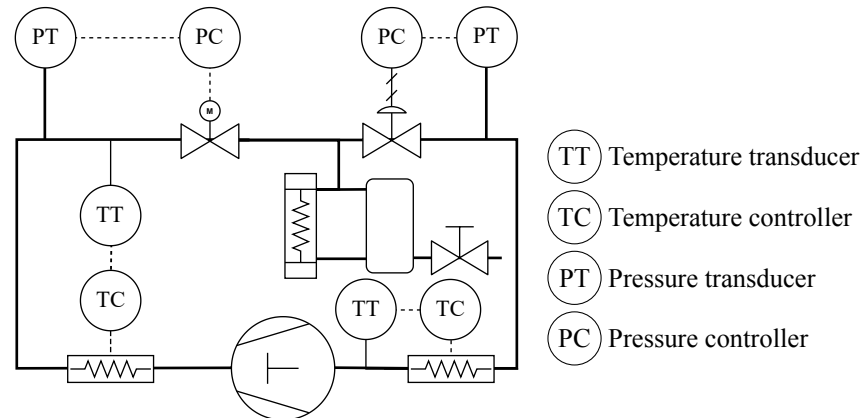 PT PC PC PT
M
TT Temperature transducer
TT
TC Temperature controller
PT Pressure transducer
TC
TT TC
PC Pressure controller